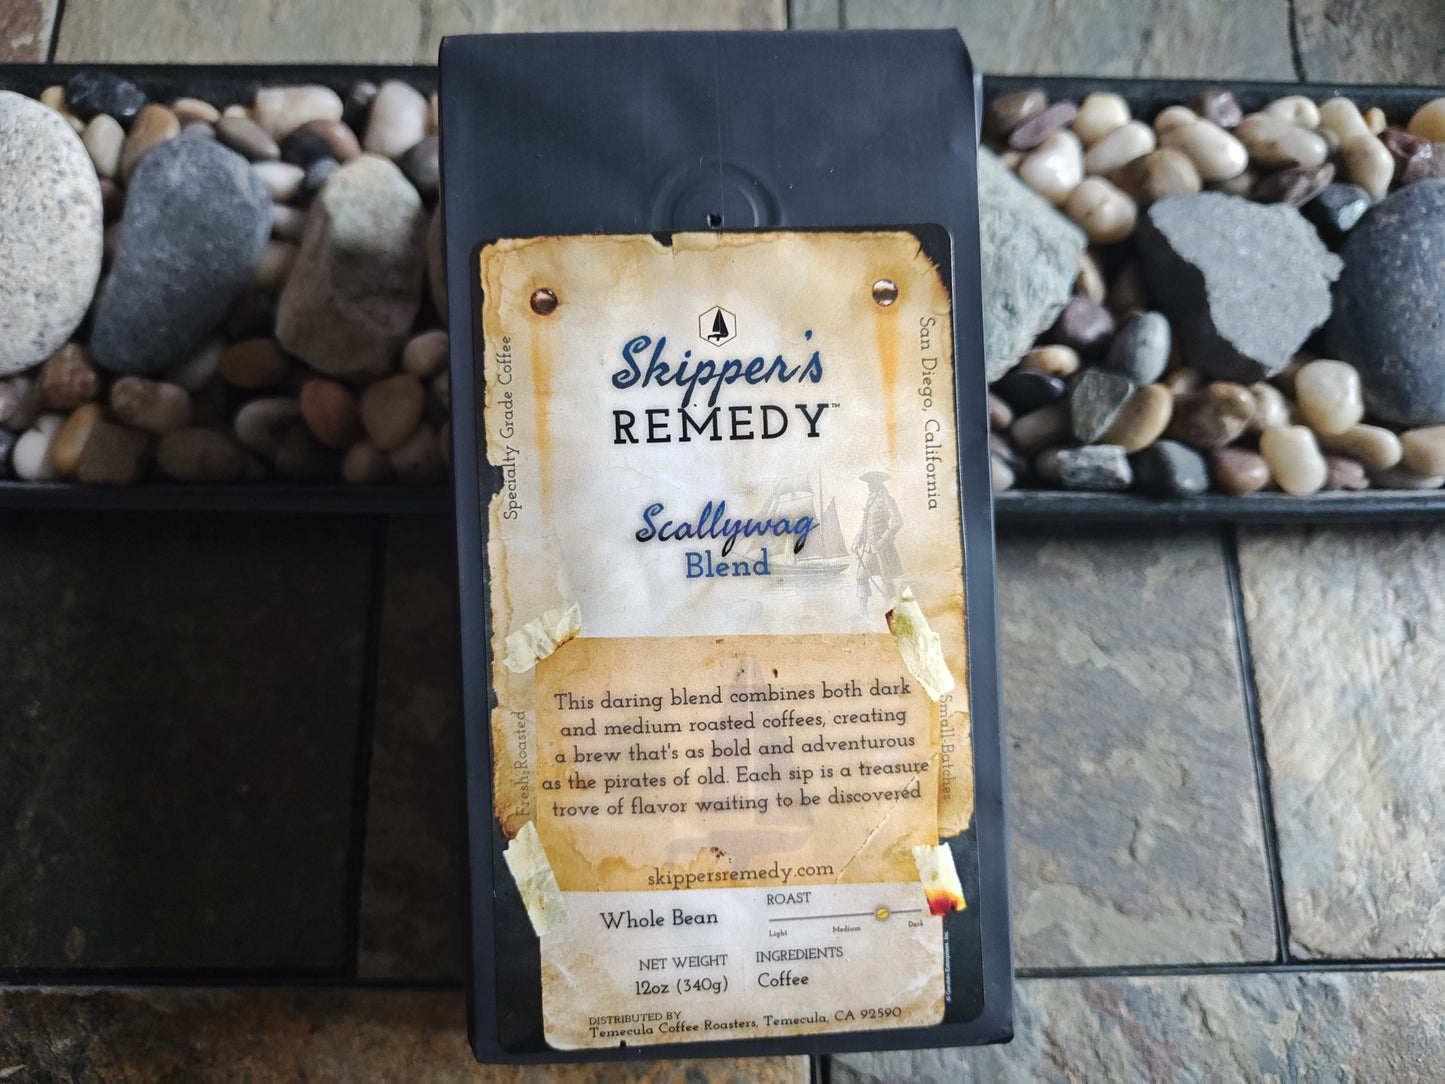 Skipper's
REMEDY™
Specialty Grade Coffee
San Diego, California
Scallywag
Blend
This daring blend combines both dark
and medium roasted coffees, creating
a brew that's as bold and adventurous
as the pirates of old. Each sip is a treasure
trove of flavor waiting to be discovered
Fresh-Roasted
Small-Batches
skippersremedy.com
Whole Bean
ROAST
Light Medium Dark
NET WEIGHT
12oz (340g)
INGREDIENTS
Coffee
DISTRIBUTED BY
Temecula Coffee Roasters, Temecula, CA 92590